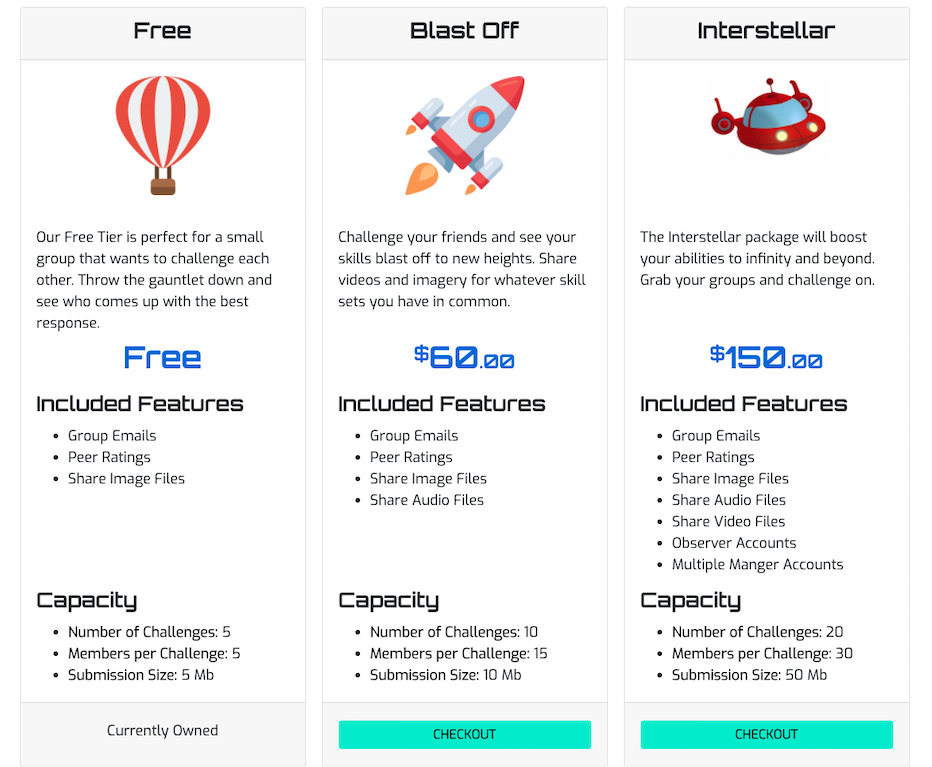 Free
Our Free Tier is perfect for a small
group that wants to challenge each
other. Throw the gauntlet down and
see who comes up with the best
response.
Free
Included Features
Group Emails
Peer Ratings
Share Image Files
Capacity
Number of Challenges: 5
Members per Challenge: 5
Submission Size: 5 Mb
Currently Owned
Blast Off
Challenge your friends and see your
skills blast off to new heights. Share
videos and imagery for whatever skill
sets you have in common.
$60.00
Included Features
Group Emails
Peer Ratings
Share Image Files
Share Audio Files
Capacity
Number of Challenges: 10
Members per Challenge: 15
Submission Size: 10 Mb
CHECKOUT
Interstellar
The Interstellar package will boost
your abilities to infinity and beyond.
Grab your groups and challenge on.
$150.00
Included Features
Group Emails
Peer Ratings
Share Image Files
Share Audio Files
Share Video Files
Observer Accounts
Multiple Manger Accounts
Capacity
Number of Challenges: 20
Members per Challenge: 30
Submission Size: 50 Mb
CHECKOUT